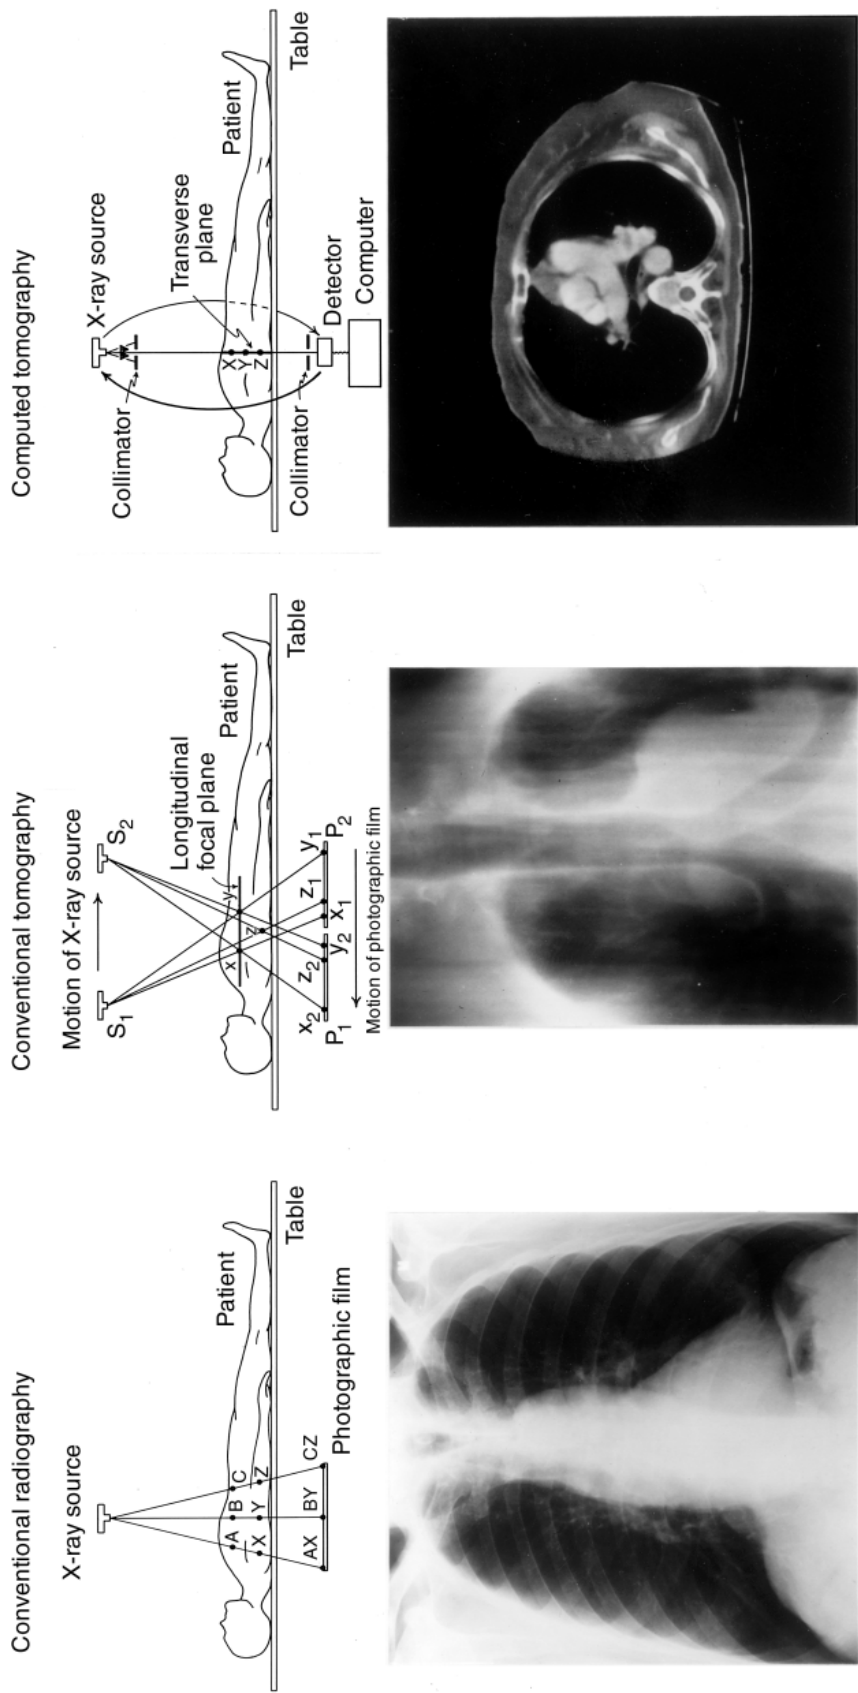 Conventional radiography
X-ray source
A
B
C
X
Y
Z
Patient
Table
AX
BY
CZ
Photographic film
Conventional tomography
Motion of X-ray source
S1
S2
Longitudinal
focal plane
Patient
x
y
z
Table
x2
z2
y2
x1
z1
y1
P1
P2
Motion of photographic film
Computed tomography
X-ray source
Collimator
Transverse
plane
Patient
X
Y
Z
Table
Collimator
Detector
Computer